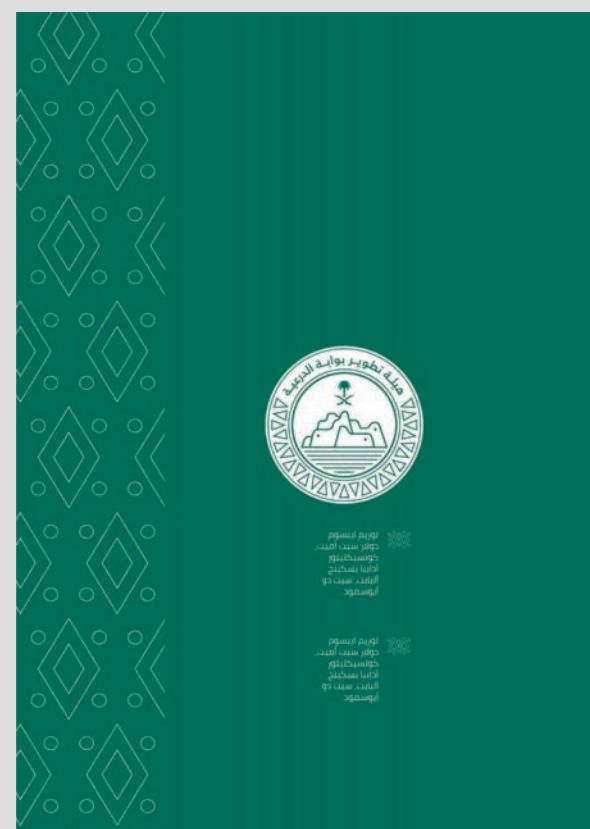 هيئة تطوير بوابة الدرعية
لوريم ايبسوم
دولار سيت أميت,
كونسيكتيتور
أدايبا يسكينج
أليايت, سيت دو
أيوسمود
لوريم ايبسوم
دولار سيت أميت,
كونسيكتيتور
أدايبا يسكينج
أليايت, سيت دو
أيوسمود